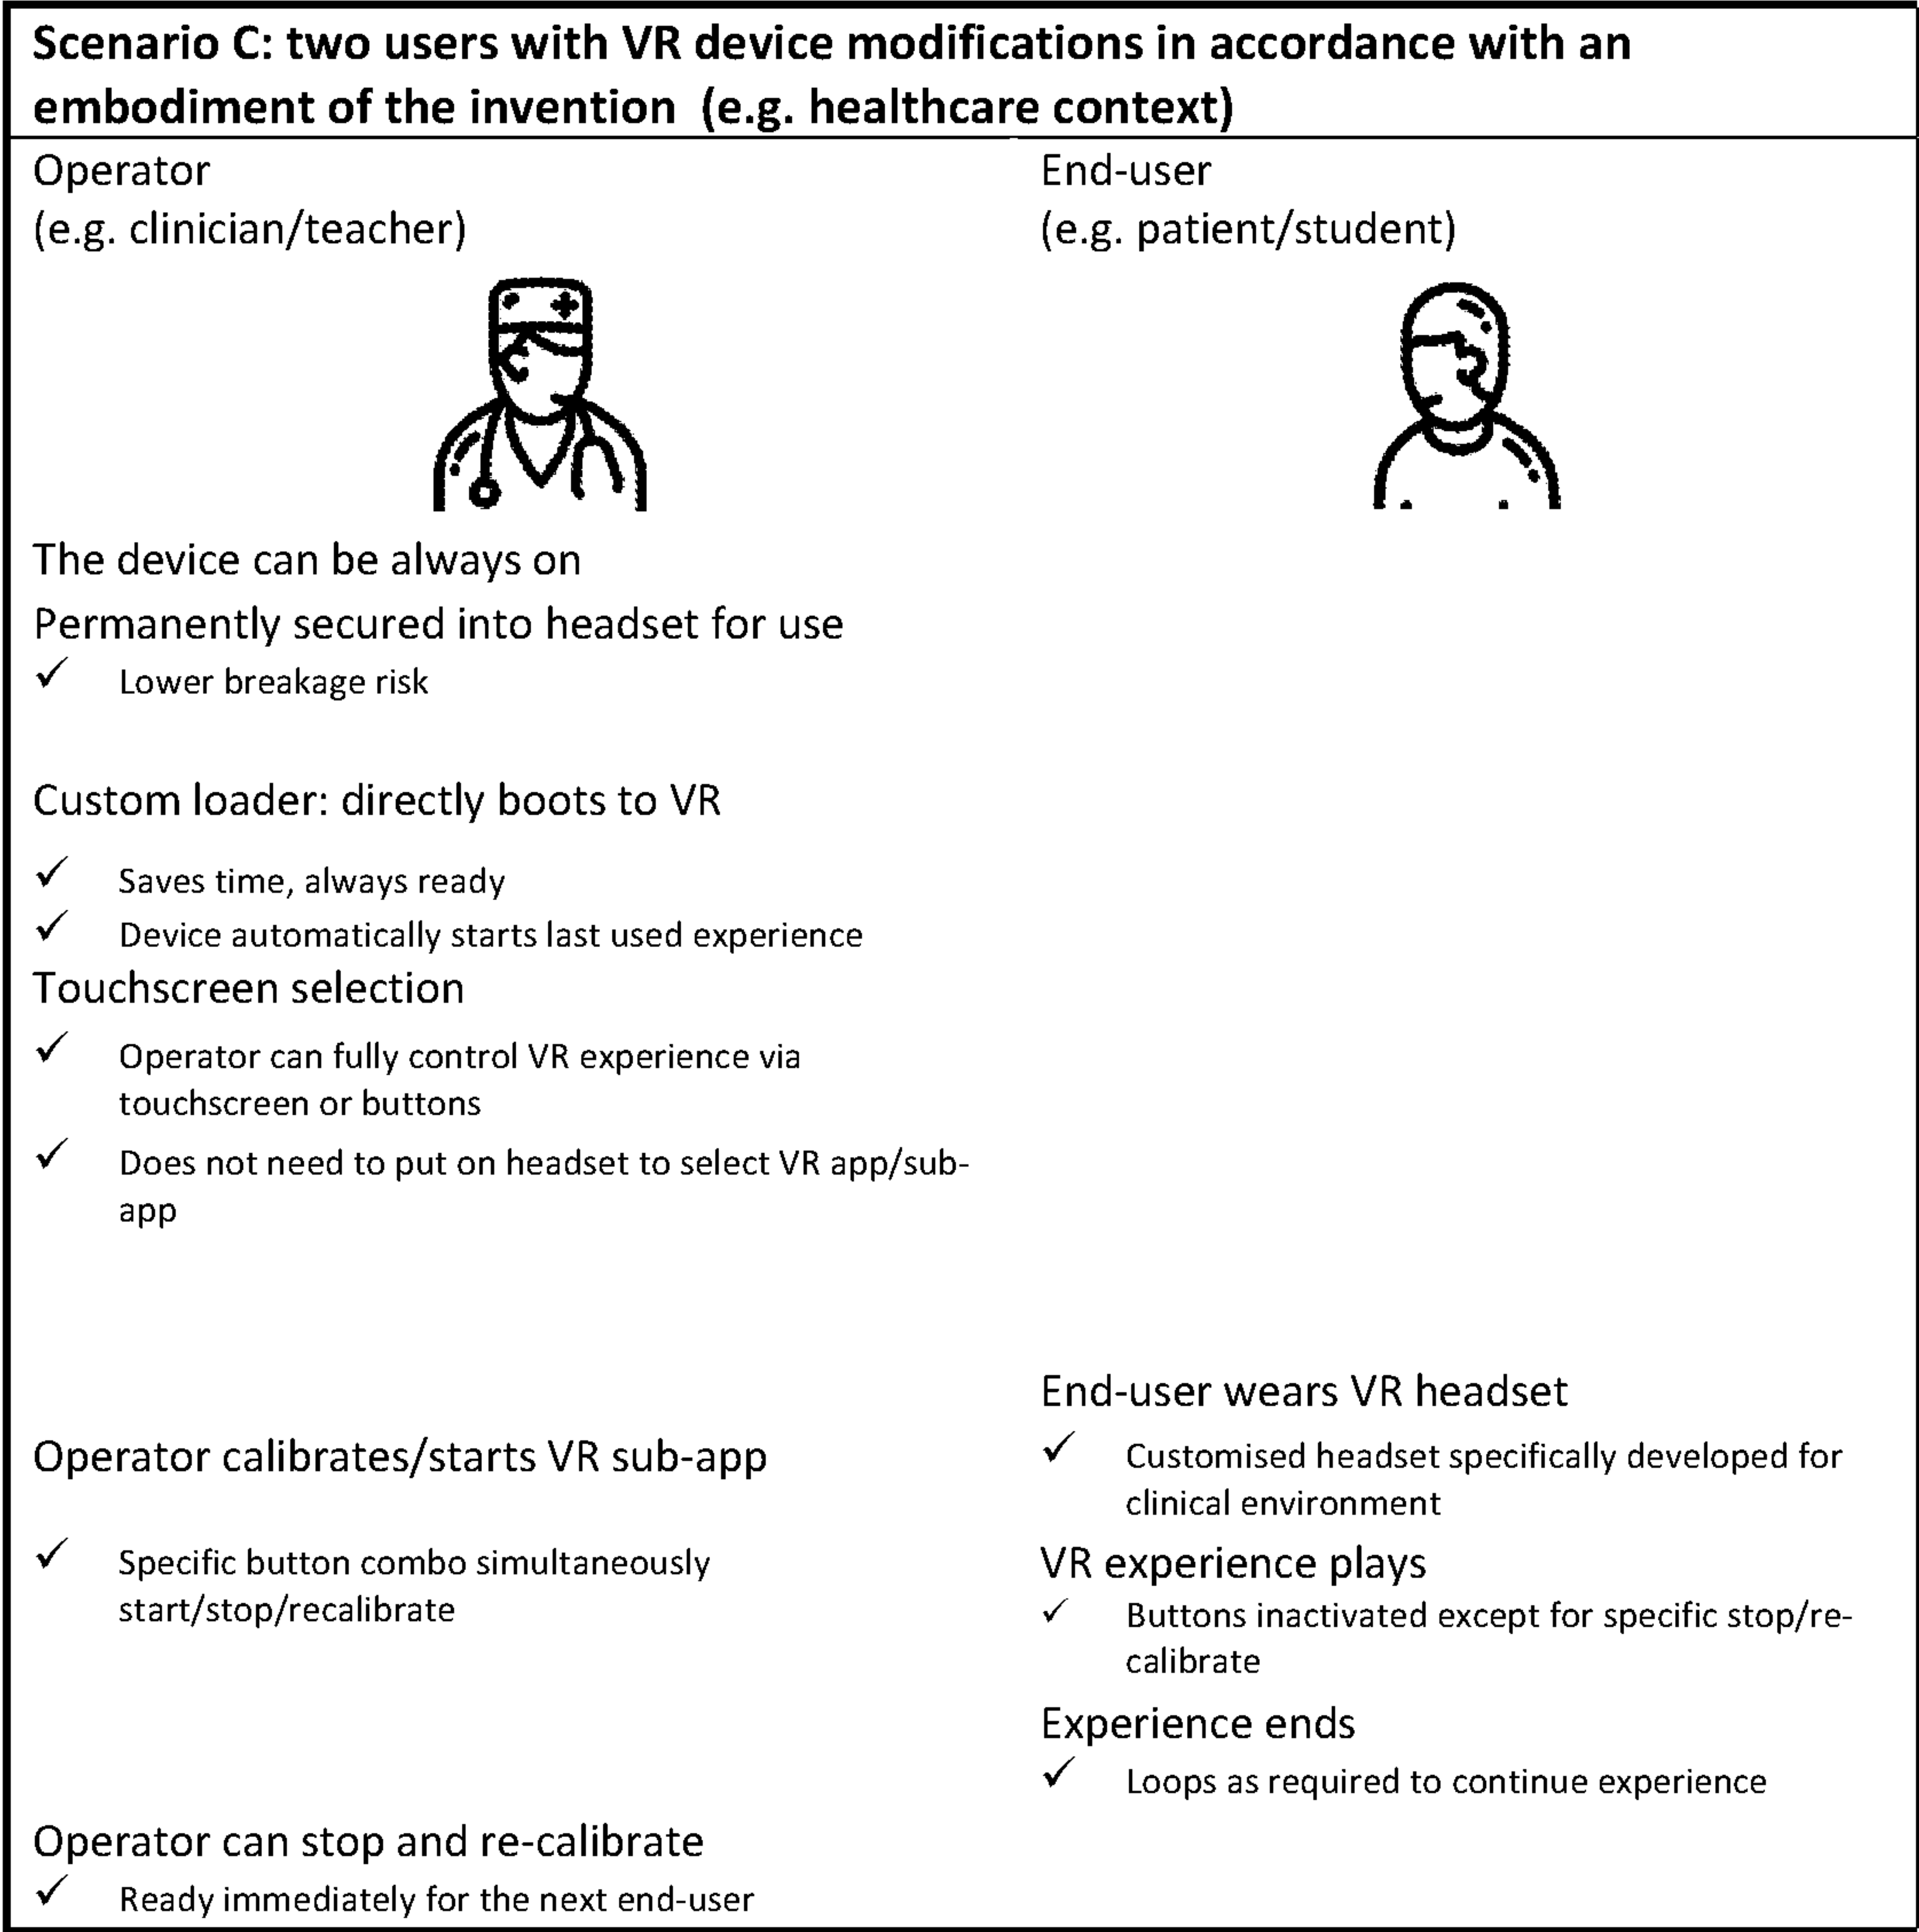 Scenario C: two users with VR device modifications in accordance with an
embodiment of the invention  (e.g. healthcare context)
Operator
(e.g. clinician/teacher)
End-user
(e.g. patient/student)
The device can be always on
Permanently secured into headset for use
✓ Lower breakage risk
Custom loader: directly boots to VR
✓ Saves time, always ready
✓ Device automatically starts last used experience
Touchscreen selection
✓ Operator can fully control VR experience via
touchscreen or buttons
✓ Does not need to put on headset to select VR app/sub-
app
End-user wears VR headset
✓ Customised headset specifically developed for
clinical environment
Operator calibrates/starts VR sub-app
✓ Specific button combo simultaneously
start/stop/recalibrate
VR experience plays
✓ Buttons inactivated except for specific stop/re-
calibrate
Experience ends
✓ Loops as required to continue experience
Operator can stop and re-calibrate
✓ Ready immediately for the next end-user